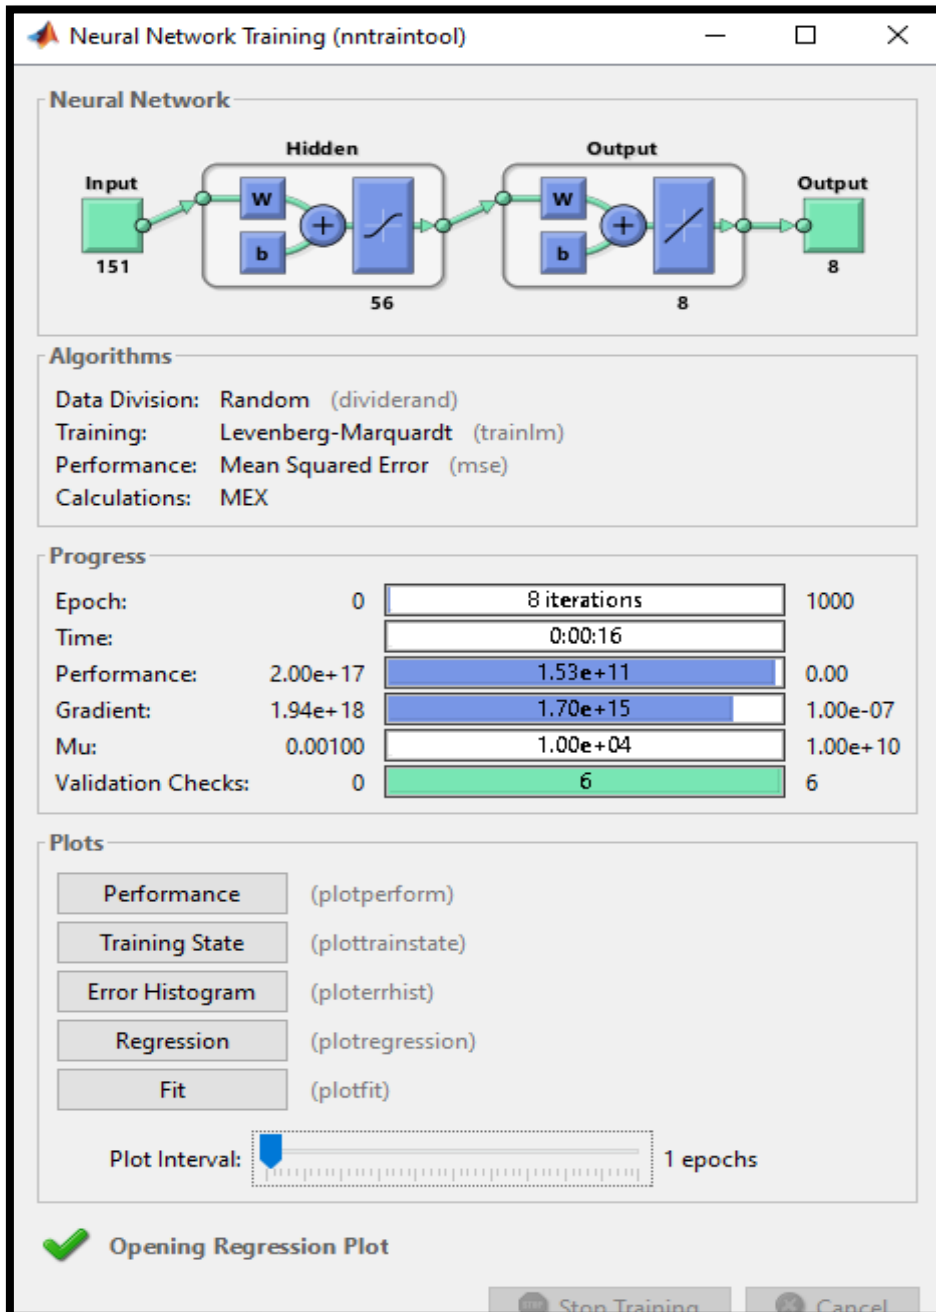 Neural Network Training (nntraintool)
Neural Network
Hidden
Output
Input
Output
W
W
b
b
151
56
8
8
Algorithms
Data Division: Random (dividerand)
Training: Levenberg-Marquardt (trainlm)
Performance: Mean Squared Error (mse)
Calculations: MEX
Progress
Epoch: 0 8 iterations 1000
Time: 0:00:16
Performance: 2.00e+17 1.53e+11 0.00
Gradient: 1.94e+18 1.70e+15 1.00e-07
Mu: 0.00100 1.00e+04 1.00e+10
Validation Checks: 0 6 6
Plots
Performance (plotperform)
Training State (plottrainstate)
Error Histogram (ploterrhist)
Regression (plotregression)
Fit (plotfit)
Plot Interval: 1 epochs
Opening Regression Plot
Stop Training Cancel